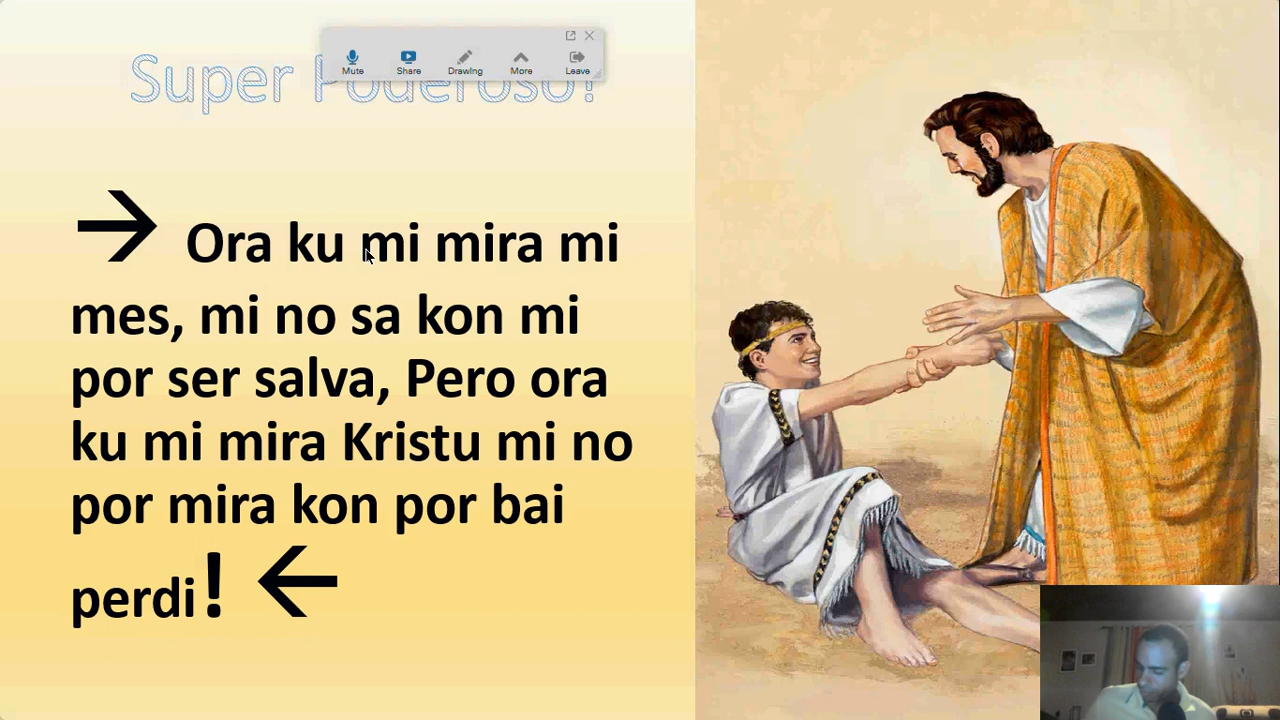 Super Poderoso!
Mute Share Drawing More Leave
→ Ora ku mi mira mi
mes, mi no sa kon mi
por ser salva, Pero ora
ku mi mira Kristu mi no
por mira kon por bai
perdi! ←